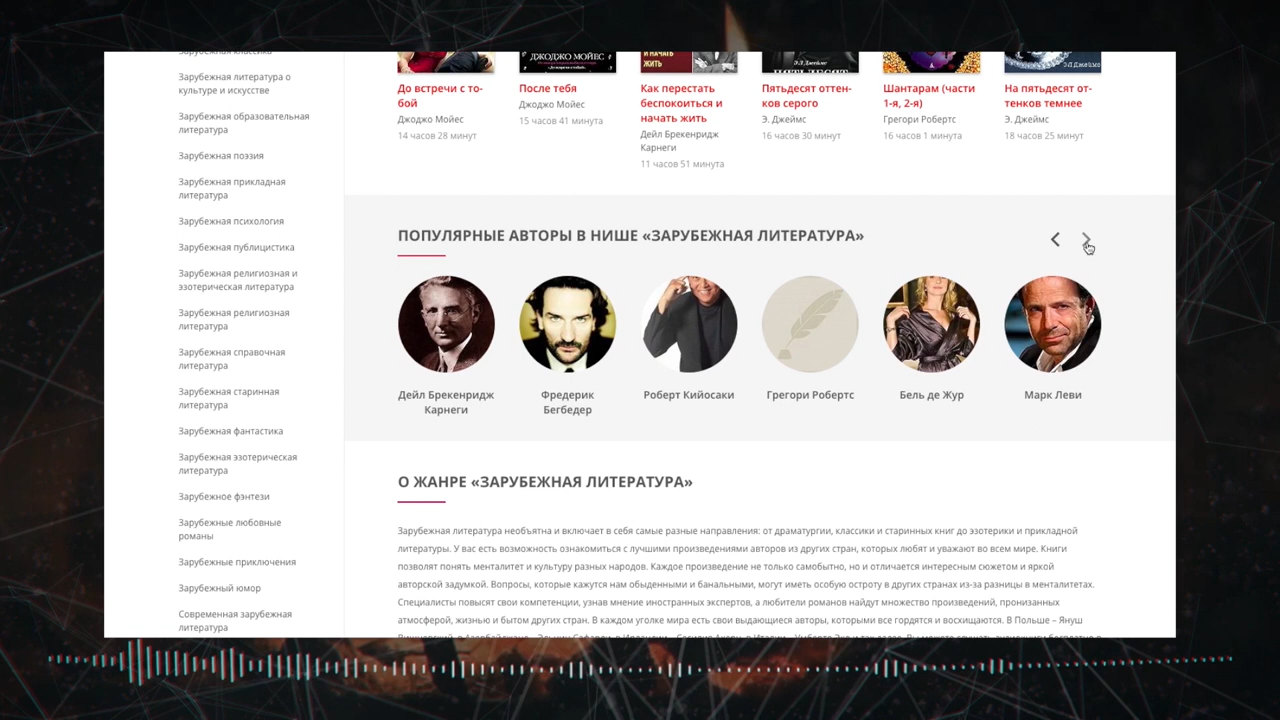 Зарубежная классика
Зарубежная литература о
культуре и искусстве
Зарубежная образовательная
литература
Зарубежная поэзия
Зарубежная прикладная
литература
Зарубежная психология
Зарубежная публицистика
Зарубежная религиозная и
эзотерическая литература
Зарубежная религиозная
литература
Зарубежная справочная
литература
Зарубежная старинная
литература
Зарубежная фантастика
Зарубежная эзотерическая
литература
Зарубежное фэнтези
Зарубежные любовные
романы
Зарубежные приключения
Зарубежный юмор
Современная зарубежная
литература
ДЖОДЖО МОЙЕС
И НАЧАТЬ
ЖИТЬ
ПЯТЬДЕСЯТ
Э Л Джеймс
До встречи с то-
бой
Джоджо Мойес
14 часов 28 минут
После тебя
Джоджо Мойес
15 часов 41 минута
Как перестать
беспокоиться и
начать жить
Дейл Брекенридж
Карнеги
11 часов 51 минута
Пятьдесят оттен-
ков серого
Э. Джеймс
16 часов 30 минут
Шантарам (части
1-я, 2-я)
Грегори Робертс
16 часов 1 минута
На пятьдесят от-
тенков темнее
Э. Джеймс
18 часов 25 минут
ПОПУЛЯРНЫЕ АВТОРЫ В НИШЕ «ЗАРУБЕЖНАЯ ЛИТЕРАТУРА»
Дейл Брекенридж
Карнеги
Фредерик
Бегбедер
Роберт Кийосаки
Грегори Робертс
Бель де Жур
Марк Леви
О ЖАНРЕ «ЗАРУБЕЖНАЯ ЛИТЕРАТУРА»
Зарубежная литература необъятна и включает в себя самые разные направления: от драматургии, классики и старинных книг до эзотерики и прикладной
литературы. У вас есть возможность ознакомиться с лучшими произведениями авторов из других стран, которых любят и уважают во всем мире. Книги
позволят понять менталитет и культуру разных народов. Каждое произведение не только самобытно, но и отличается интересным сюжетом и яркой
авторской задумкой. Вопросы, которые кажутся нам обыденными и банальными, могут иметь особую остроту в других странах из-за разницы в менталитетах.
Специалисты повысят свои компетенции, узнав мнение иностранных экспертов, а любители романов найдут множество произведений, пронизанных
атмосферой, жизнью и бытом других стран. В каждом уголке мира есть свои выдающиеся авторы, которыми все гордятся и восхищаются. В Польше – Януш